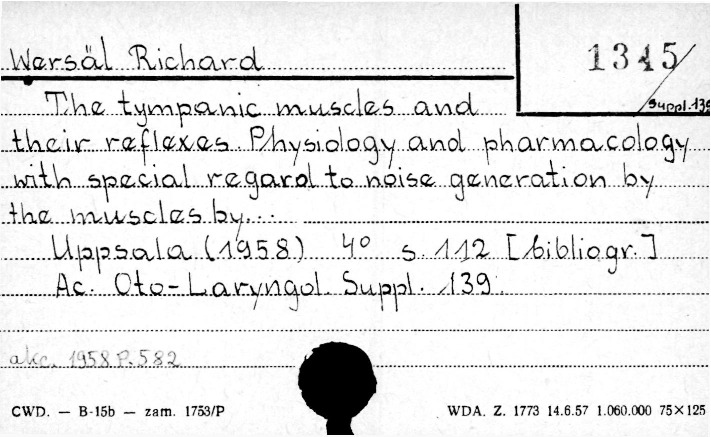 Wersäl Richard
1345/
Suppl. 139
The tympanic muscles and
their reflexes. Physiology and pharmacology
with special regard to noise generation by
the muscles by...
Uppsala (1958) 4° s. 112 [bibliogr.]
Ac. Oto-Laryngol. Suppl. 139.
akc. 1958 P. 582
CWD. — B-15b — zam. 1753/P
WDA. Z. 1773 14.6.57 1.060.000 75×125